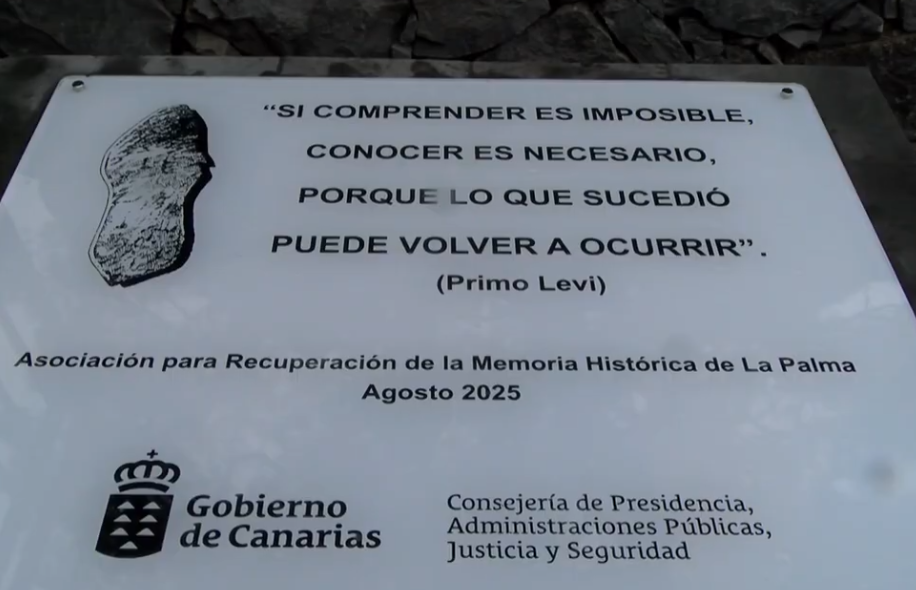 “SI COMPRENDER ES IMPOSIBLE,
CONOCER ES NECESARIO,
PORQUE LO QUE SUCEDIÓ
PUEDE VOLVER A OCURRIR”.
(Primo Levi)
Asociación para Recuperación de la Memoria Histórica de La Palma
Agosto 2025
Gobierno
de Canarias
Consejería de Presidencia,
Administraciones Públicas,
Justicia y Seguridad